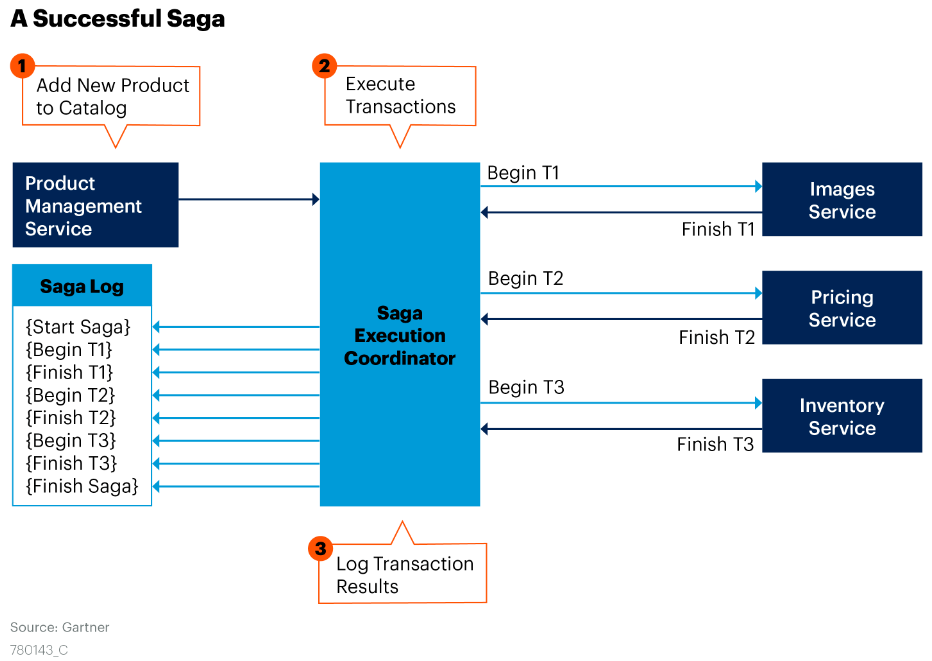 A Successful Saga
1
Add New Product
to Catalog
2
Execute
Transactions
Product
Management
Service
Begin T1
Finish T1
Images
Service
Saga Log
{Start Saga}
{Begin T1}
{Finish T1}
{Begin T2}
{Finish T2}
{Begin T3}
{Finish T3}
{Finish Saga}
Saga
Execution
Coordinator
Begin T2
Finish T2
Pricing
Service
Begin T3
Finish T3
Inventory
Service
3
Log Transaction
Results
Source: Gartner
780143_C